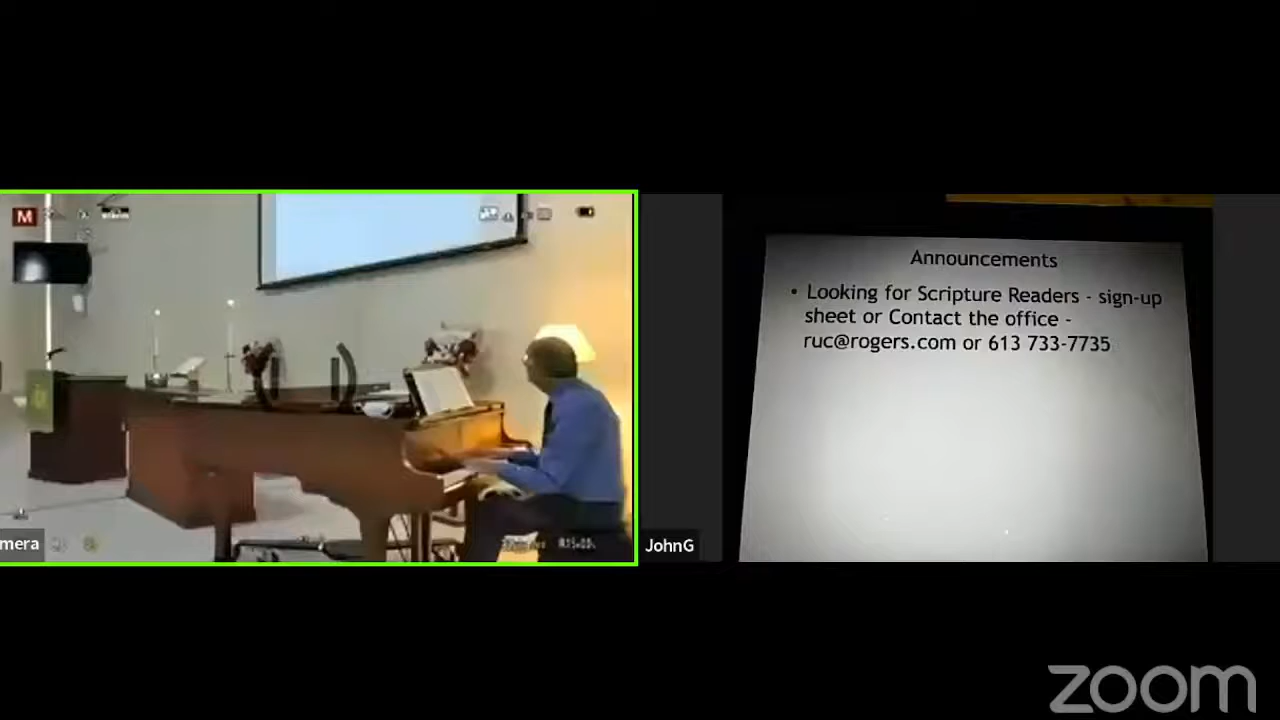 M
mera
JohnG
Announcements
• Looking for Scripture Readers - sign-up
sheet or Contact the office -
ruc@rogers.com or 613 733-7735
zoom